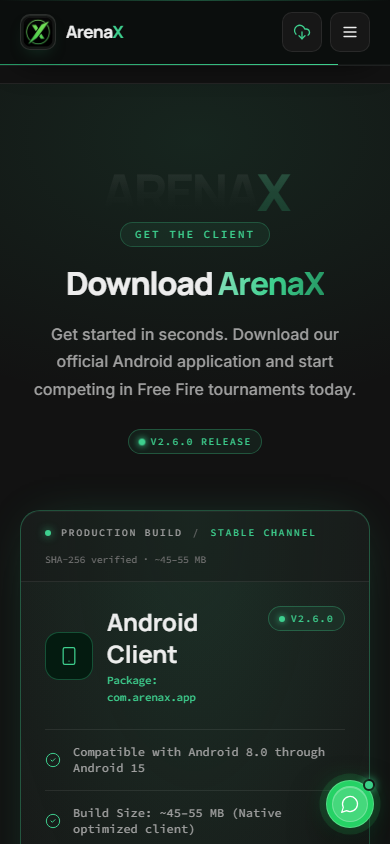 ArenaX
ARENAX
GET THE CLIENT
Download ArenaX
Get started in seconds. Download our
official Android application and start
competing in Free Fire tournaments today.
V2.6.0 RELEASE
PRODUCTION BUILD / STABLE CHANNEL
SHA-256 verified · ~45–55 MB
Android
Client
V2.6.0
Package:
com.arenax.app
Compatible with Android 8.0 through
Android 15
Build Size: ~45–55 MB (Native
optimized client)